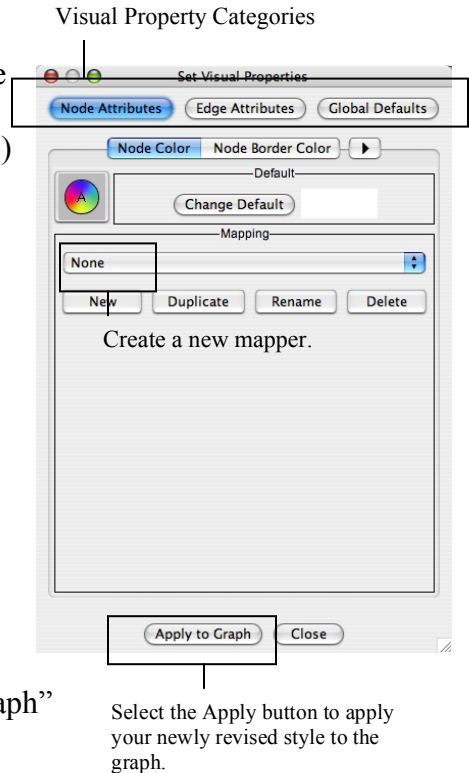 Visual Property Categories
e
Set Visual Properties
Node Attributes Edge Attributes Global Defaults
)
Node Color Node Border Color
Default
A
Change Default
Mapping
None
New Duplicate Rename Delete
Create a new mapper.
Apply to Graph Close
aph”
Select the Apply button to apply
your newly revised style to the
graph.